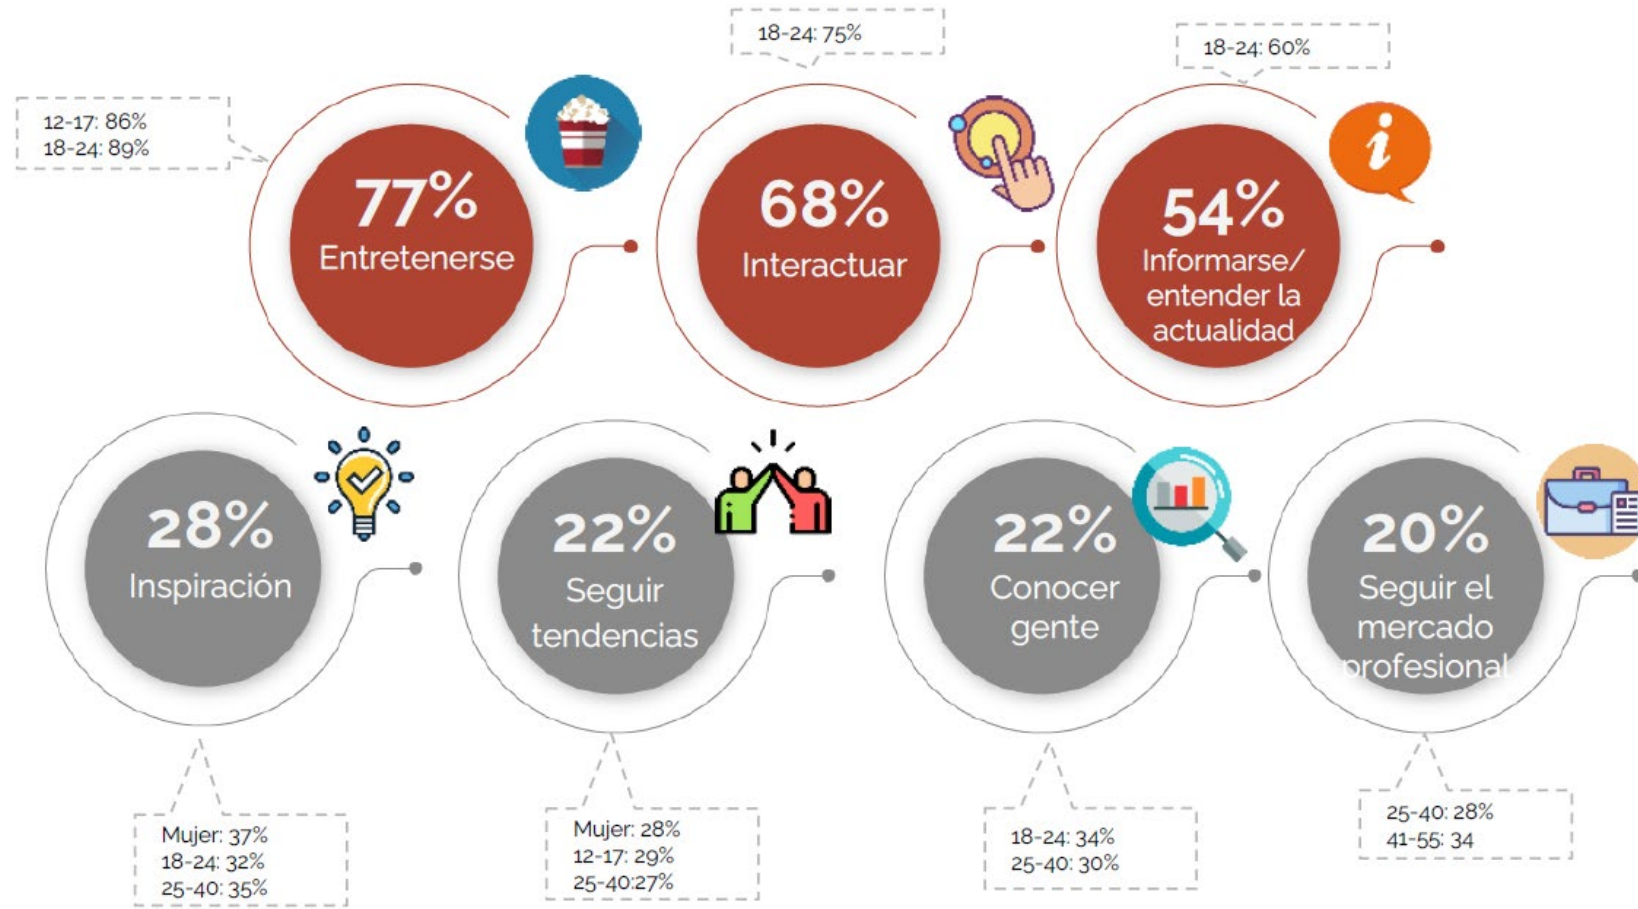 18-24: 75%
18-24: 60%
12-17: 86%
18-24: 89%
77%
Entretenerse
68%
Interactuar
54%
Informarse/
entender la
actualidad
28%
Inspiración
22%
Seguir
tendencias
22%
Conocer
gente
20%
Seguir el
mercado
profesional
Mujer: 37%
18-24: 32%
25-40: 35%
Mujer: 28%
12-17: 29%
25-40:27%
18-24: 34%
25-40: 30%
25-40: 28%
41-55: 34